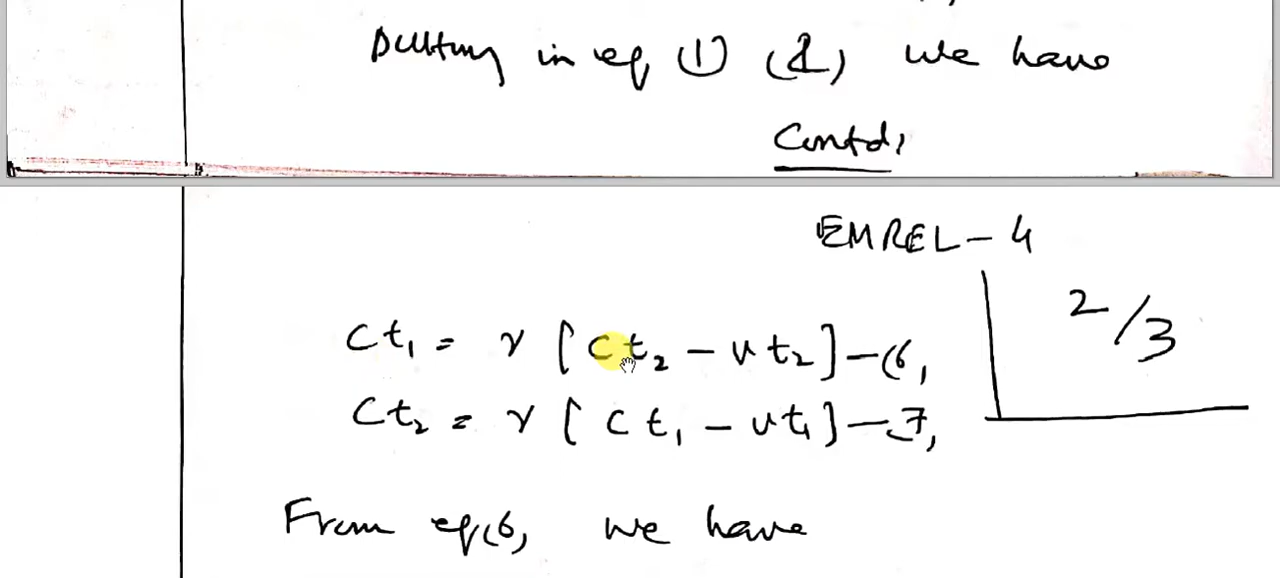 Putting in eq (1) (2) we have
Contd,
EMREL - 4
2/3
Ct₁ = γ [Ct₂ - vt₂] - (6,
Ct₂ = γ [Ct₁ - vt₁] - 7,
From eq(6, we have